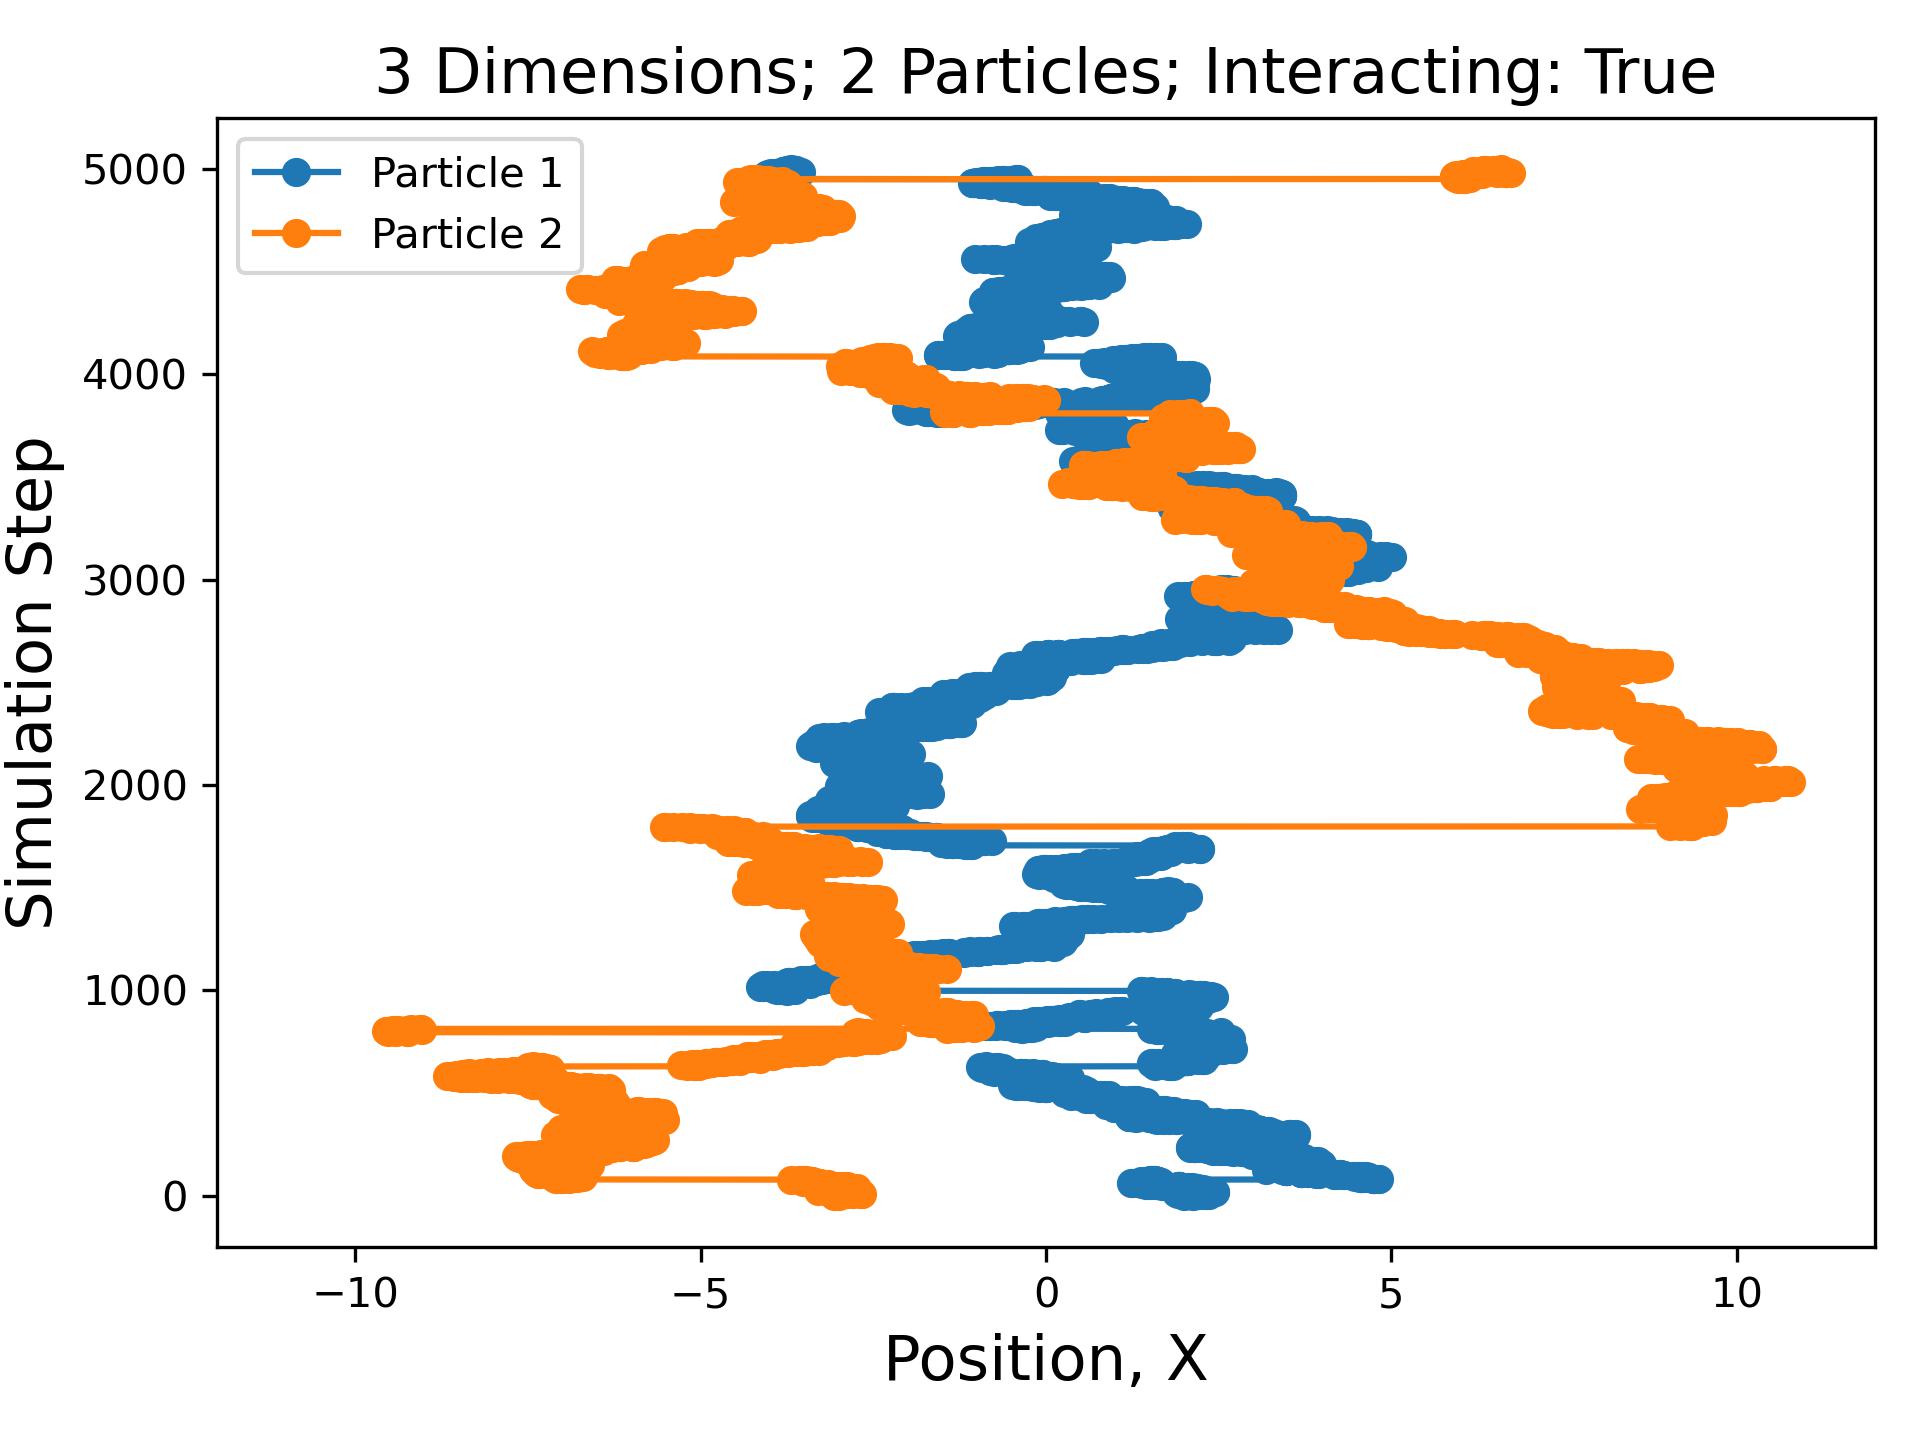 3 Dimensions; 2 Particles; Interacting: True
Particle 1
Particle 2
5000
4000
3000
2000
1000
0
Simulation Step
−10
−5
0
5
10
Position, X